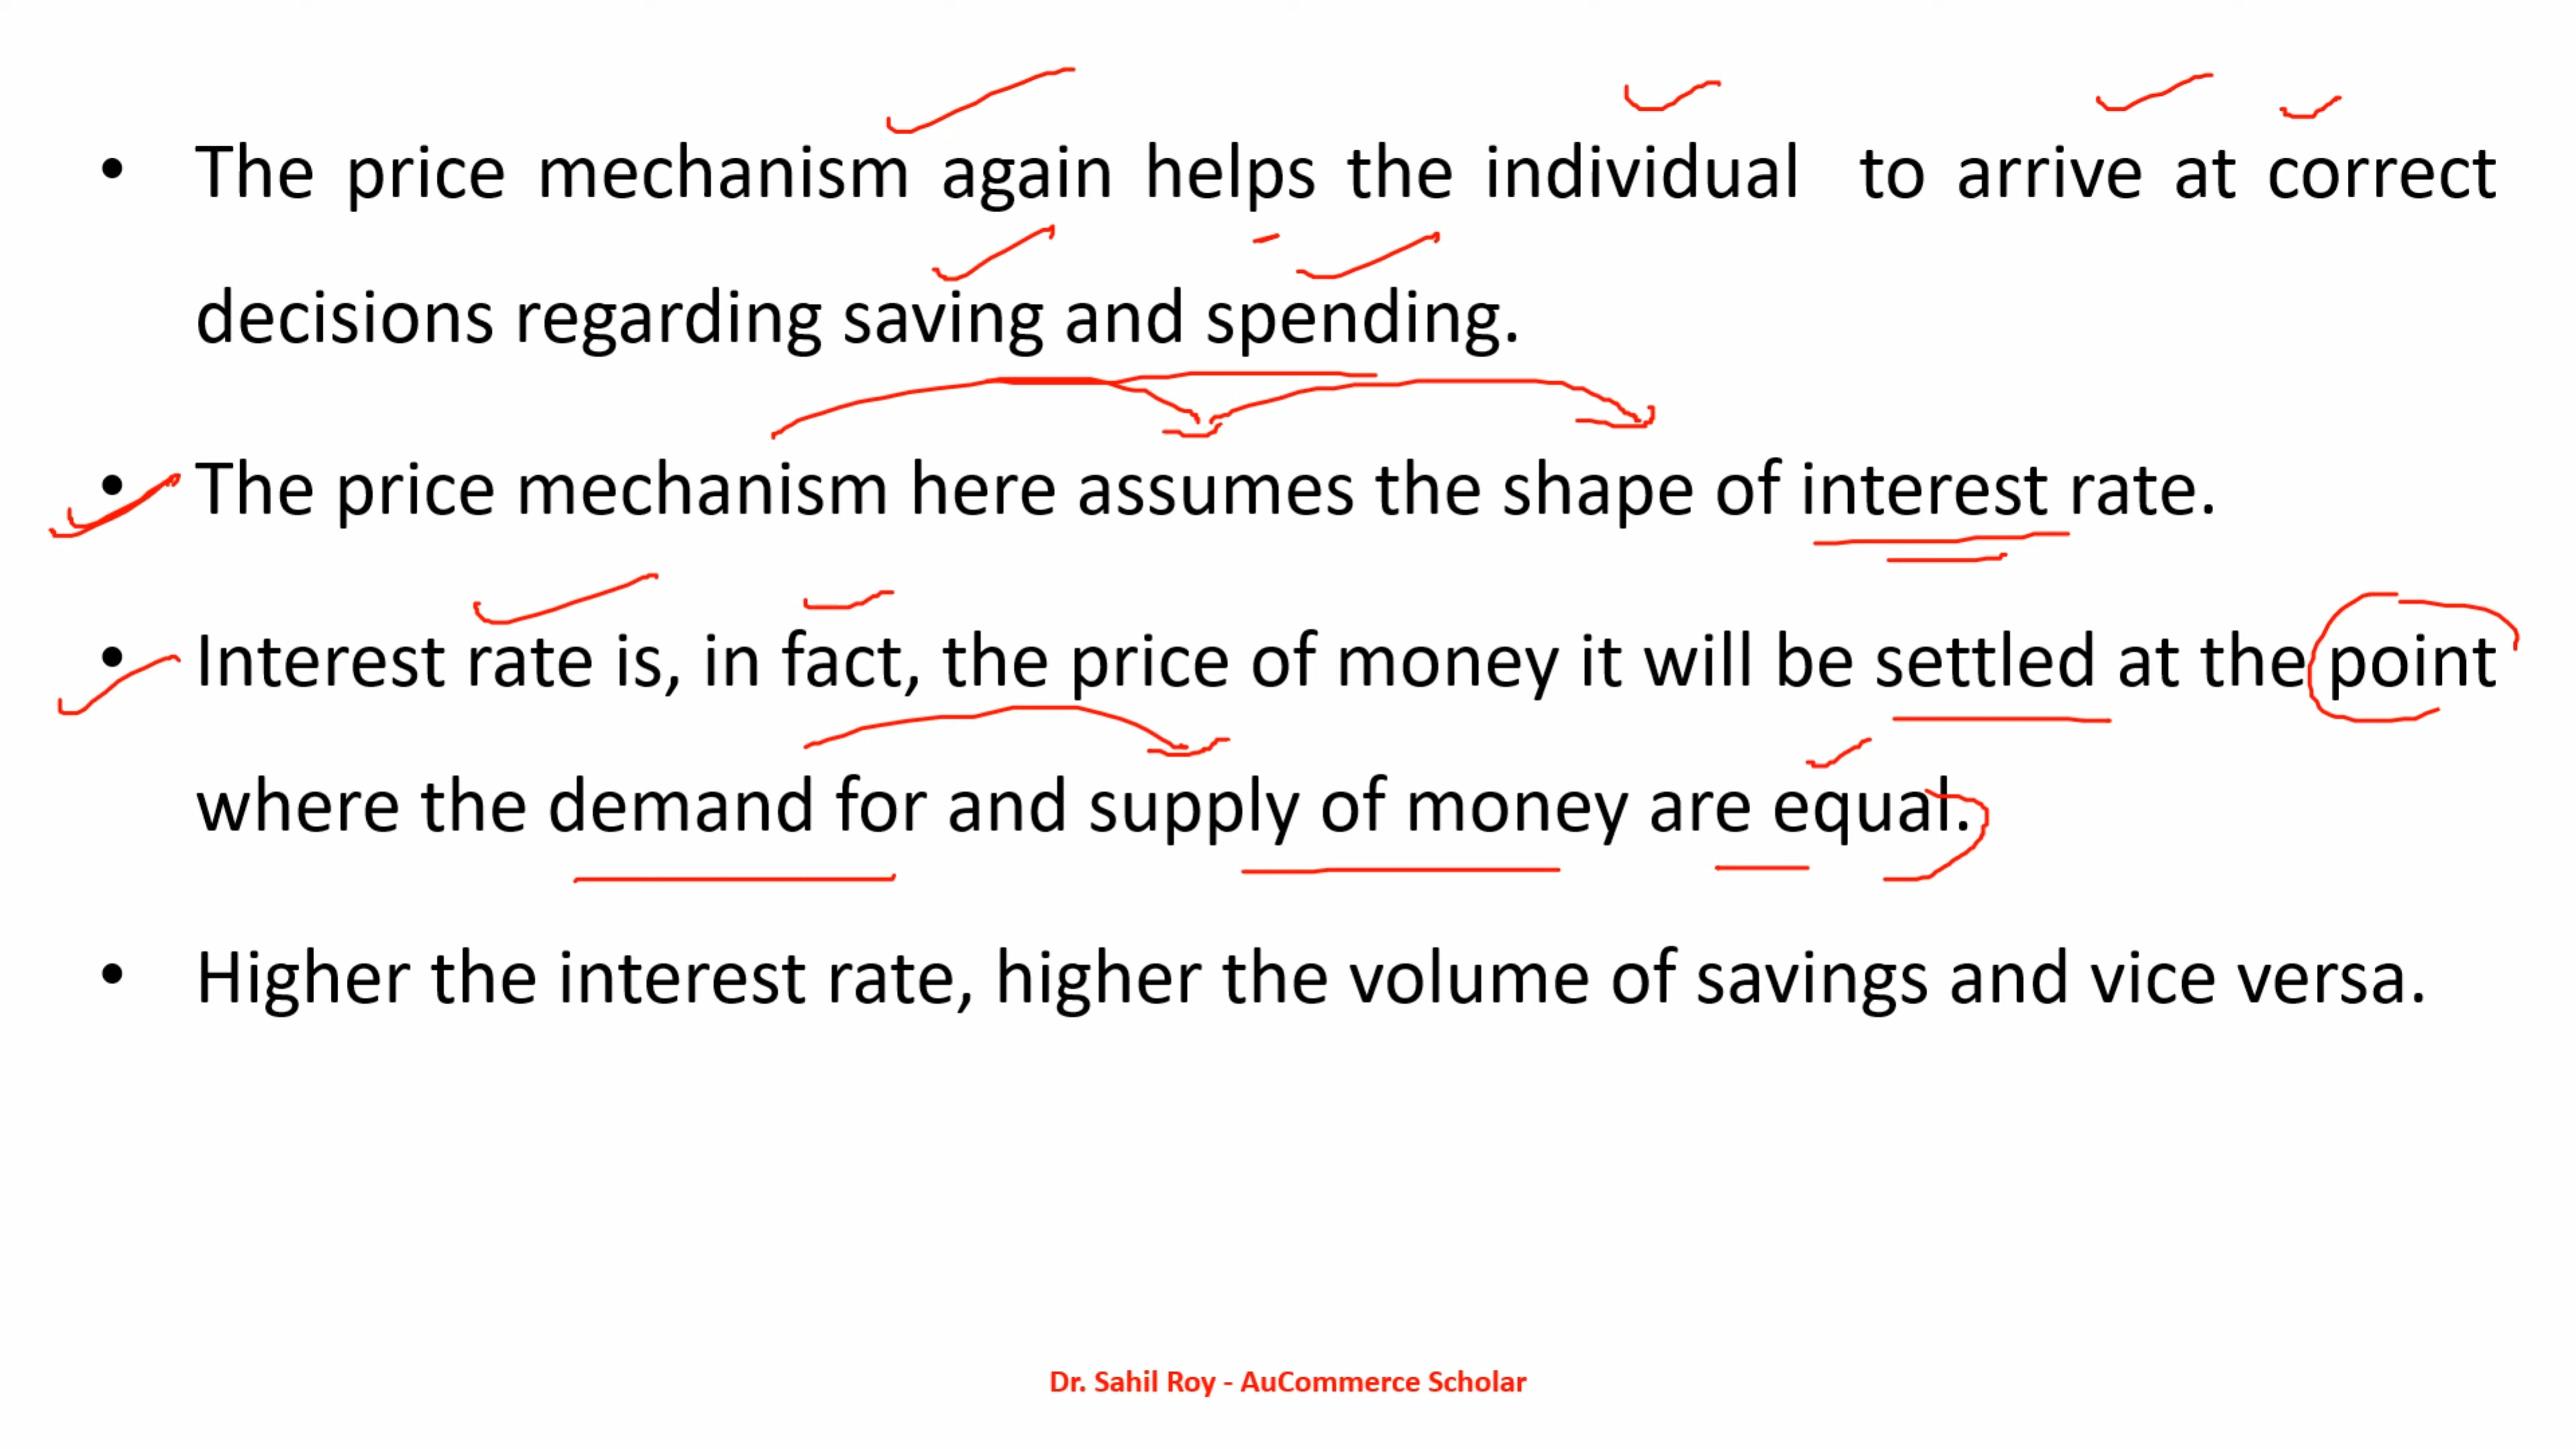 • The price mechanism again helps the individual to arrive at correct
decisions regarding saving and spending.
• The price mechanism here assumes the shape of interest rate.
• Interest rate is, in fact, the price of money it will be settled at the point
where the demand for and supply of money are equal.
• Higher the interest rate, higher the volume of savings and vice versa.
Dr. Sahil Roy - AuCommerce Scholar